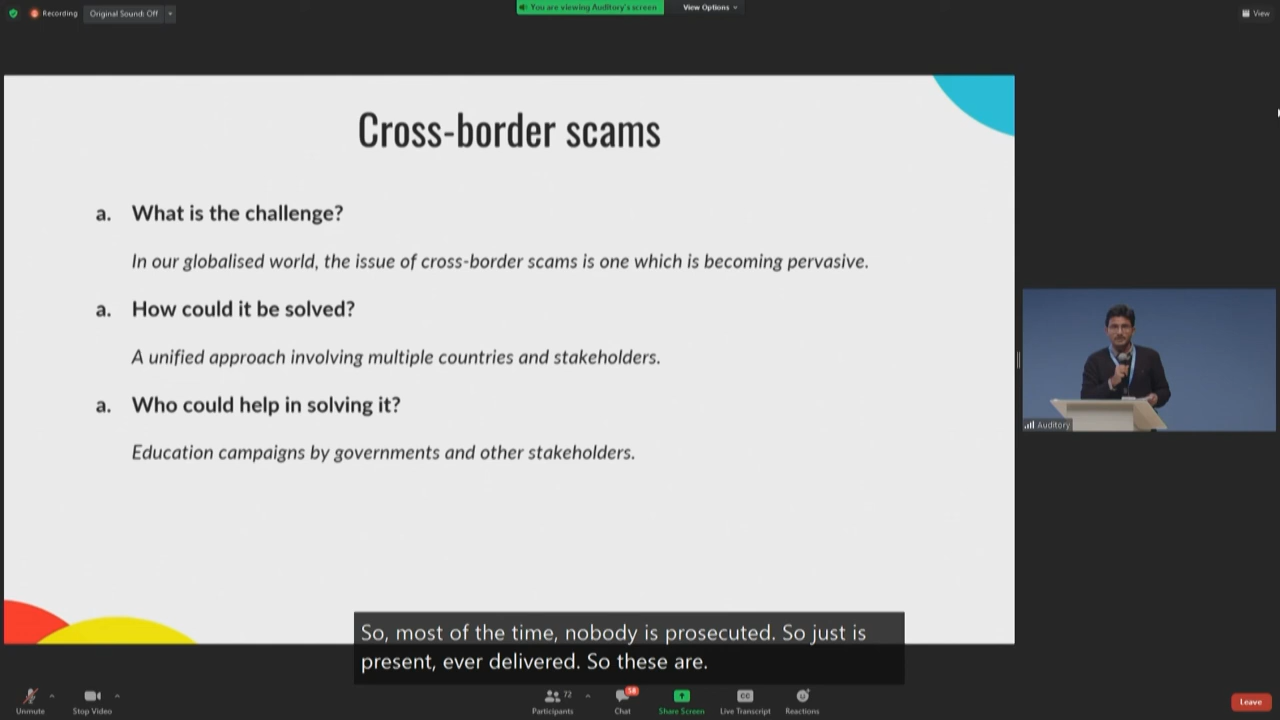 Recording
Original Sound: Off
You are viewing Auditory's screen
View Options
View
Cross-border scams
a. What is the challenge?
In our globalised world, the issue of cross-border scams is one which is becoming pervasive.
a. How could it be solved?
A unified approach involving multiple countries and stakeholders.
a. Who could help in solving it?
Education campaigns by governments and other stakeholders.
Auditory
So, most of the time, nobody is prosecuted. So just is
present, ever delivered. So these are.
Unmute
Stop Video
72
Participants
58
Chat
Share Screen
CC
Live Transcript
Reactions
Leave